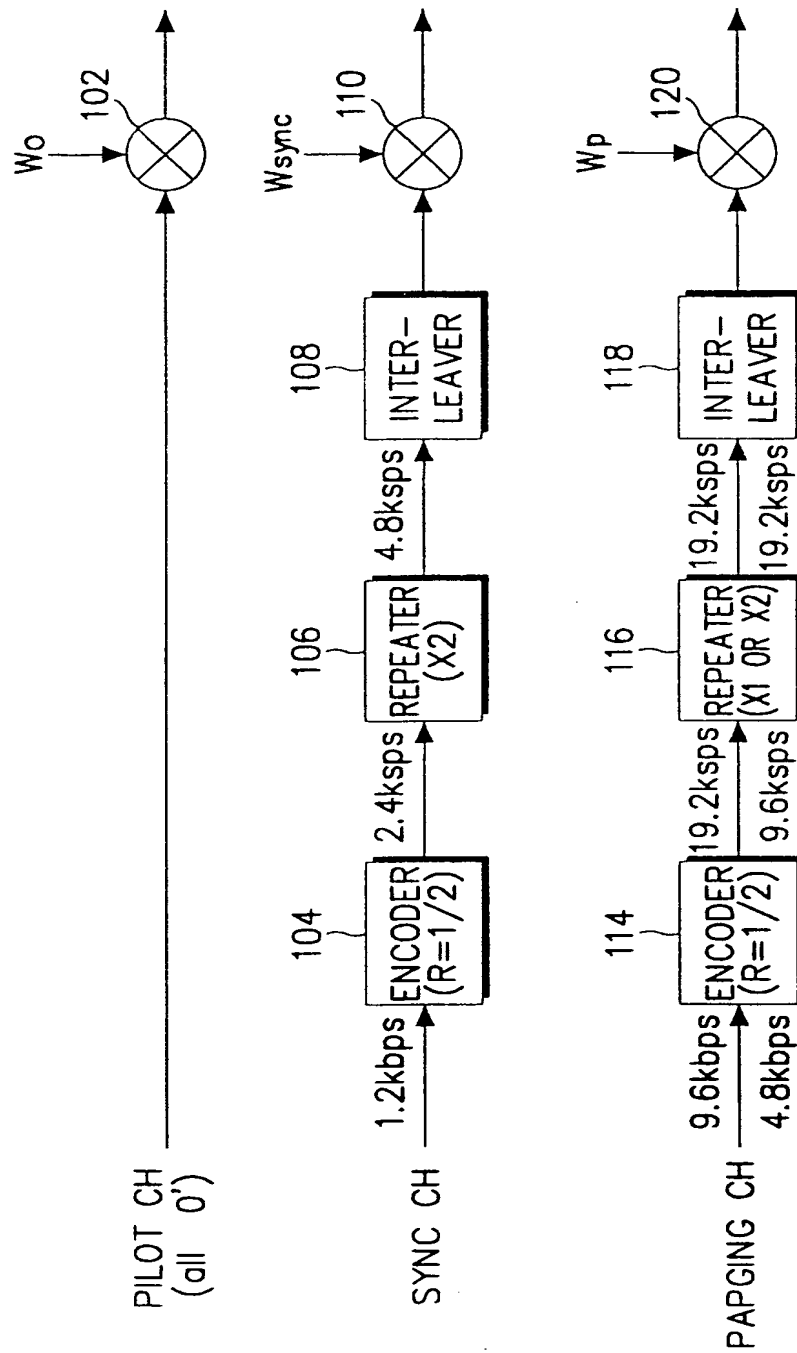 PILOT CH
(all 0')
Wo
102
SYNC CH
1.2kbps
104
ENCODER
(R=1/2)
2.4ksps
106
REPEATER
(X2)
4.8ksps
108
INTER-
LEAVER
Wsync
110
PAPGING CH
9.6kbps
4.8kbps
114
ENCODER
(R=1/2)
19.2ksps
9.6ksps
116
REPEATER
(X1 OR X2)
19.2ksps
19.2ksps
118
INTER-
LEAVER
Wp
120